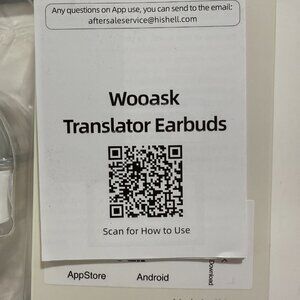 Any questions on App use, you can send to the email:
aftersaleservice@hishell.com
Wooask
Translator Earbuds
Scan for How to Use
AppStore
Android
Download